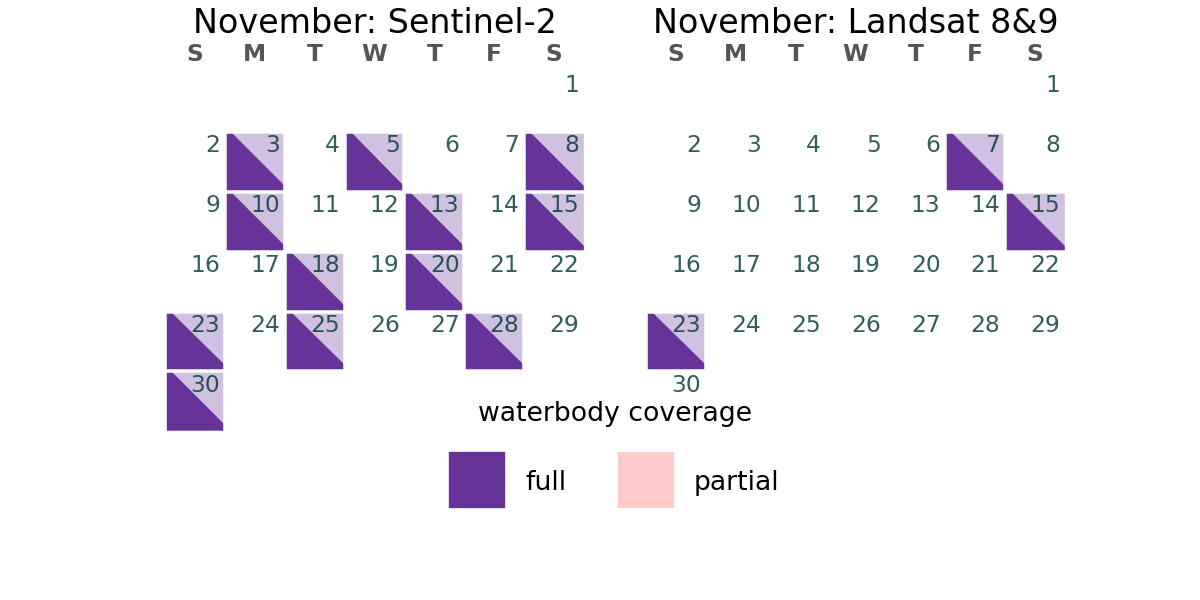 November: Sentinel-2
S M T W T F S
1
2 3 4 5 6 7 8
9 10 11 12 13 14 15
16 17 18 19 20 21 22
23 24 25 26 27 28 29
30
November: Landsat 8&9
S M T W T F S
1
2 3 4 5 6 7 8
9 10 11 12 13 14 15
16 17 18 19 20 21 22
23 24 25 26 27 28 29
30
waterbody coverage
full partial